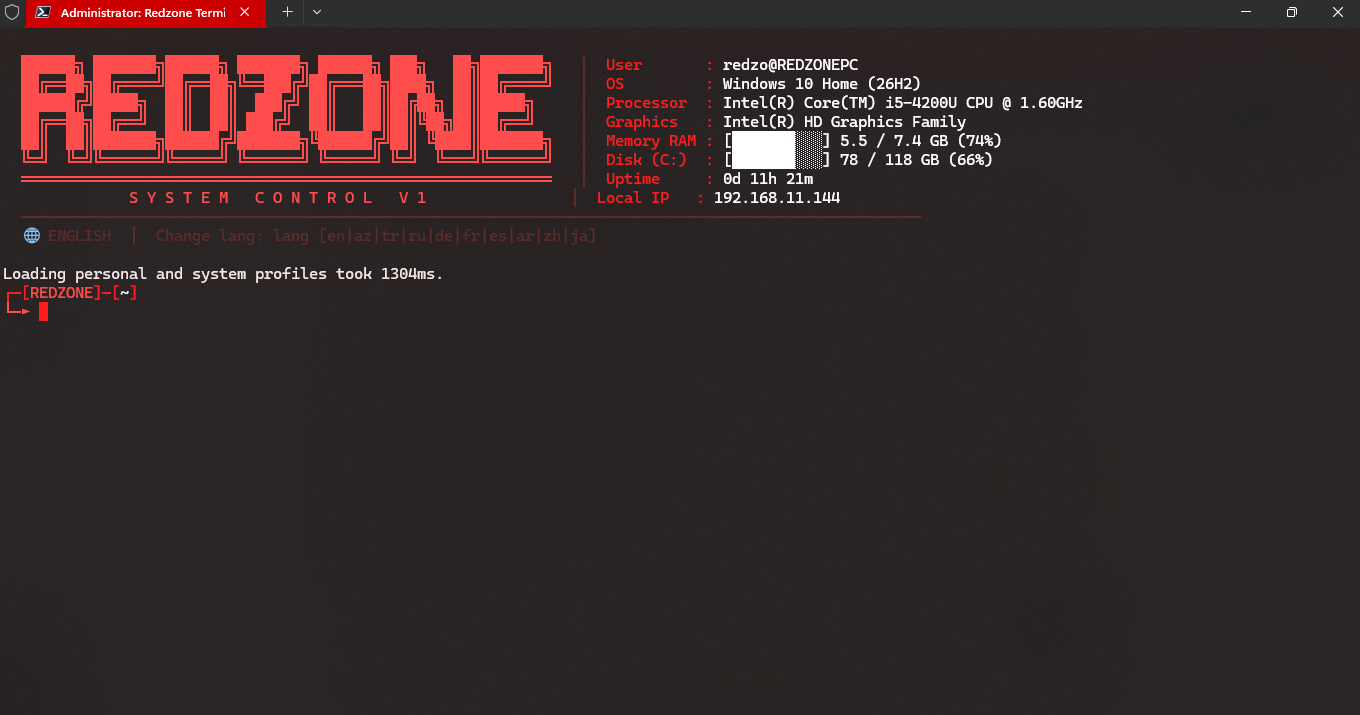 Administrator: Redzone Termi
REDZONE
User : redzo@REDZONEPC
OS : Windows 10 Home (26H2)
Processor : Intel(R) Core(TM) i5-4200U CPU @ 1.60GHz
Graphics : Intel(R) HD Graphics Family
Memory RAM : [███████░░░] 5.5 / 7.4 GB (74%)
Disk (C:) : [███████░░░] 78 / 118 GB (66%)
Uptime : 0d 11h 21m
SYSTEM CONTROL V1 | Local IP : 192.168.11.144
ENGLISH | Change lang: lang [en|az|tr|ru|de|fr|es|ar|zh|ja]
Loading personal and system profiles took 1304ms.
┌─[REDZONE]-[~]
└─►